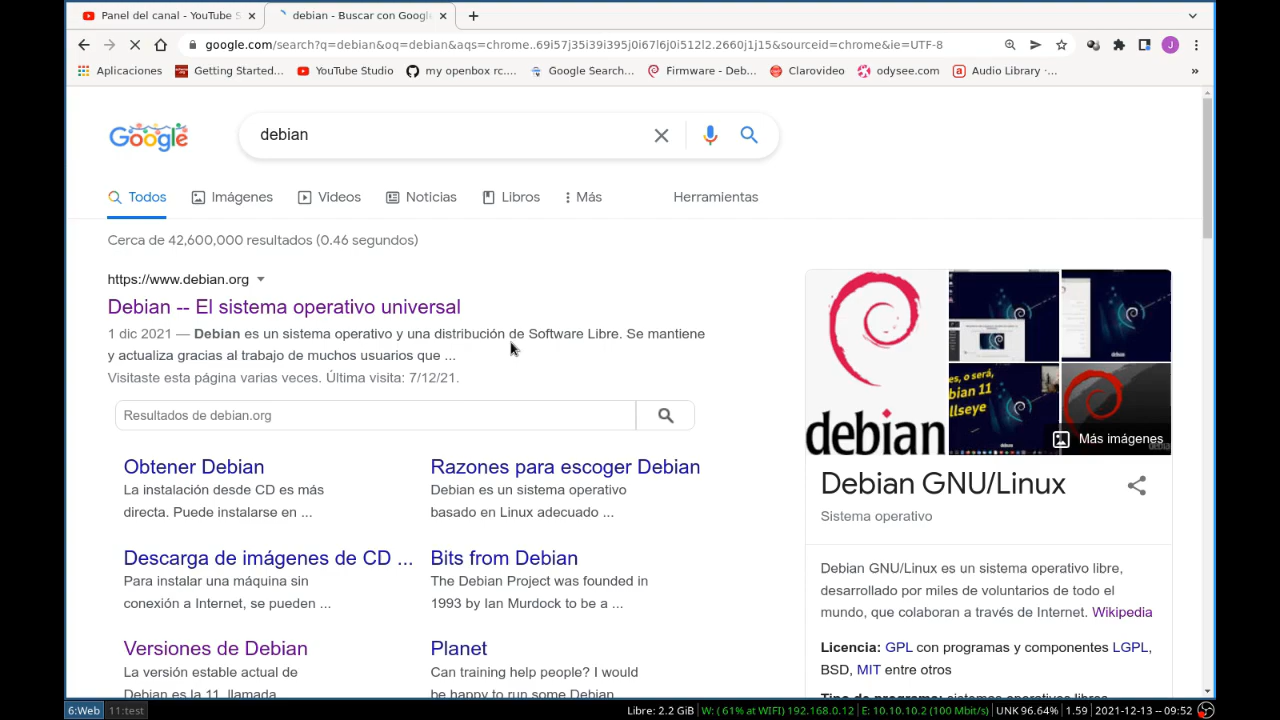 Panel del canal - YouTube S
debian - Buscar con Google
google.com/search?q=debian&oq=debian&aqs=chrome..69i57j35i39i395j0i67l6j0i512l2.2660j1j15&sourceid=chrome&ie=UTF-8
J
Aplicaciones
Getting Started...
YouTube Studio
my openbox rc....
Google Search...
Firmware - Deb...
Clarovideo
odysee.com
Audio Library ·...
»
Google
debian
Todos
Imágenes
Videos
Noticias
Libros
Más
Herramientas
Cerca de 42,600,000 resultados (0.46 segundos)
https://www.debian.org
Debian -- El sistema operativo universal
1 dic 2021 — Debian es un sistema operativo y una distribución de Software Libre. Se mantiene
y actualiza gracias al trabajo de muchos usuarios que ...
Visitaste esta página varias veces. Última visita: 7/12/21.
Resultados de debian.org
Obtener Debian
La instalación desde CD es más
directa. Puede instalarse en ...
Razones para escoger Debian
Debian es un sistema operativo
basado en Linux adecuado ...
Descarga de imágenes de CD ...
Para instalar una máquina sin
conexión a Internet, se pueden ...
Bits from Debian
The Debian Project was founded in
1993 by Ian Murdock to be a ...
Versiones de Debian
La versión estable actual de
Debian es la 11, llamada
Planet
Can training help people? I would
be happy to run some Debian
debian
es, o será,
bian 11
llseye
Más imágenes
Debian GNU/Linux
Sistema operativo
Debian GNU/Linux es un sistema operativo libre,
desarrollado por miles de voluntarios de todo el
mundo, que colaboran a través de Internet. Wikipedia
Licencia: GPL con programas y componentes LGPL,
BSD, MIT entre otros
Tipo de programa: sistemas operativos libres
6:Web
11:test
Libre: 2.2 GiB
W: ( 61% at WIFI) 192.168.0.12
E: 10.10.10.2 (100 Mbit/s)
UNK 96.64%
1.59
2021-12-13 – 09:52